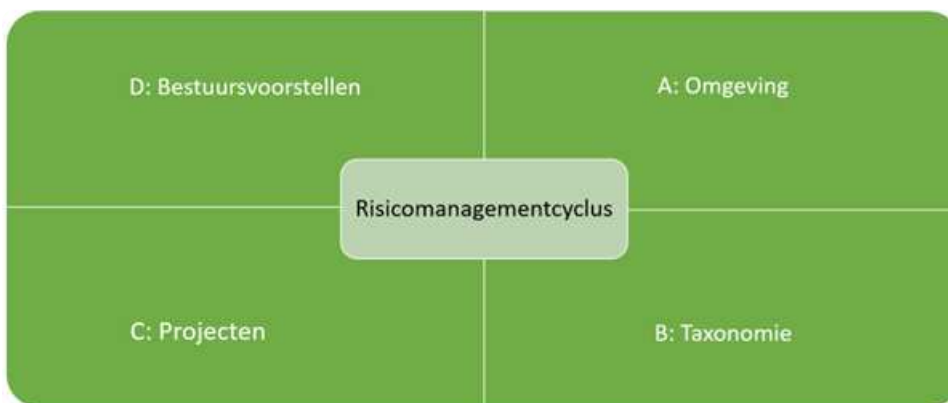 D: Bestuursvoorstellen
A: Omgeving
Risicomanagementcyclus
C: Projecten
B: Taxonomie